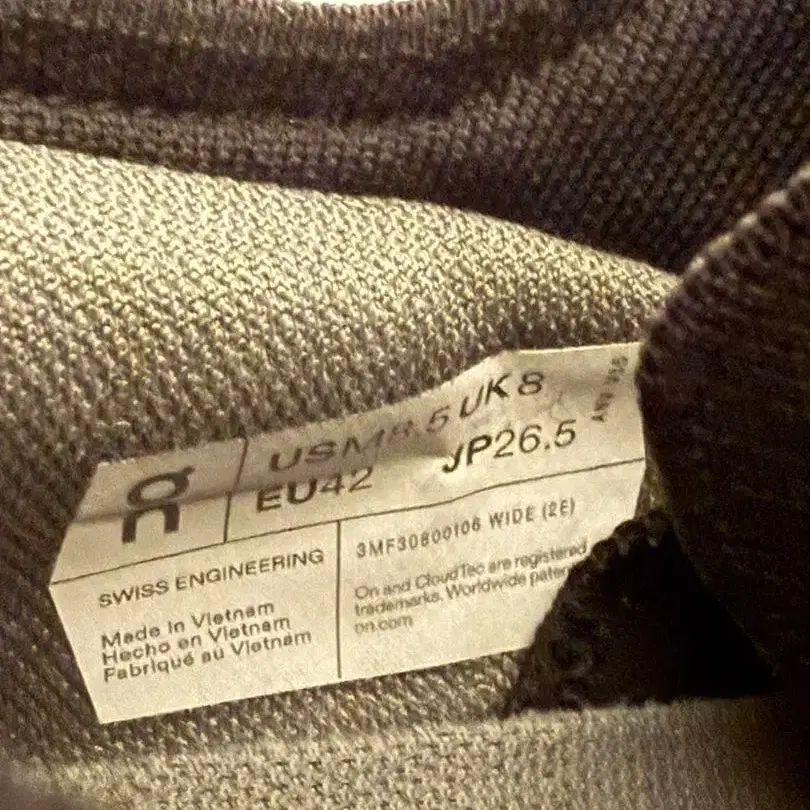 On
USM8.5 UK8
EU42 JP26.5
SWISS ENGINEERING
Made in Vietnam
Hecho en Vietnam
Fabriqué au Vietnam
3MF30800106 WIDE (2E)
On and CloudTec are registered
trademarks. Worldwide
on.com